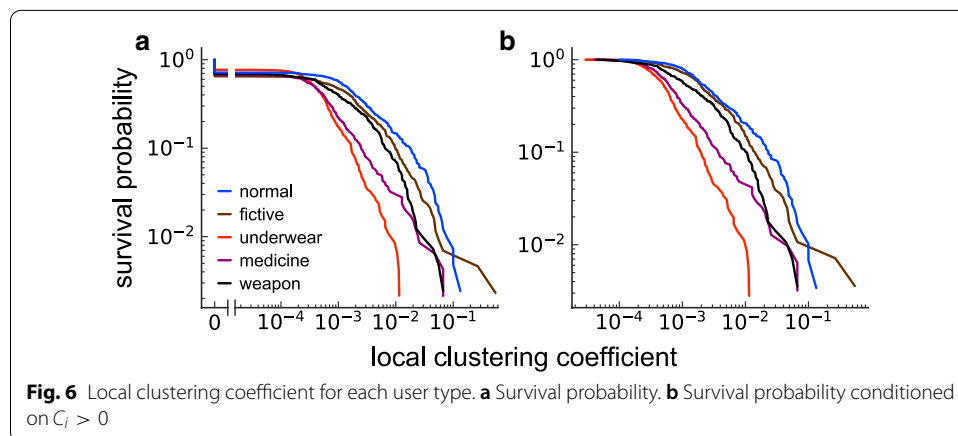 a
b
10^0
10^-1
10^-2
survival probability
normal
fictive
underwear
medicine
weapon
0 10^-4 10^-3 10^-2 10^-1
10^0
10^-1
10^-2
10^-4 10^-3 10^-2 10^-1
local clustering coefficient
Fig. 6 Local clustering coefficient for each user type. a Survival probability. b Survival probability conditioned
on C_i > 0